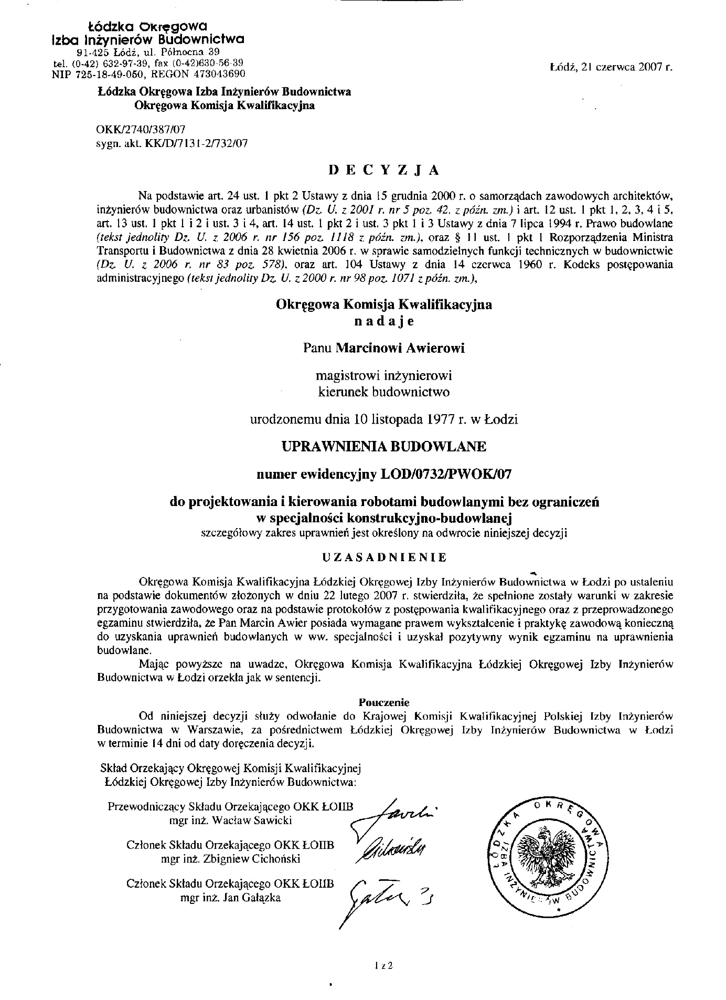 Łódzka Okręgowa
Izba Inżynierów Budownictwa
91-425 Łódź, ul. Północna 39
tel. (0-42) 632-97-39, fax (0-42)630-56-39
NIP 725-18-49-050, REGON 473043690
Łódź, 21 czerwca 2007 r.
Łódzka Okręgowa Izba Inżynierów Budownictwa
Okręgowa Komisja Kwalifikacyjna
OKK/2740/387/07
sygn. akt. KK/D/7131-2/732/07
D E C Y Z J A
Na podstawie art. 24 ust. 1 pkt 2 Ustawy z dnia 15 grudnia 2000 r. o samorządach zawodowych architektów,
inżynierów budownictwa oraz urbanistów (Dz. U. z 2001 r. nr 5 poz. 42, z późn. zm.) i art. 12 ust. 1 pkt 1, 2, 3, 4 i 5,
art. 13 ust. 1 pkt 1 i 2 i ust. 3 i 4, art. 14 ust. 1 pkt 2 i ust. 3 pkt 1 i 3 Ustawy z dnia 7 lipca 1994 r. Prawo budowlane
(tekst jednolity Dz. U. z 2006 r. nr 156 poz. 1118 z późn. zm.), oraz § 11 ust. 1 pkt 1 Rozporządzenia Ministra
Transportu i Budownictwa z dnia 28 kwietnia 2006 r. w sprawie samodzielnych funkcji technicznych w budownictwie
(Dz. U. z 2006 r. nr 83 poz. 578), oraz art. 104 Ustawy z dnia 14 czerwca 1960 r. Kodeks postępowania
administracyjnego (tekst jednolity Dz. U. z 2000 r. nr 98 poz. 1071 z późn. zm.),
Okręgowa Komisja Kwalifikacyjna
n a d a j e
Panu Marcinowi Awierowi
magistrowi inżynierowi
kierunek budownictwo
urodzonemu dnia 10 listopada 1977 r. w Łodzi
UPRAWNIENIA BUDOWLANE
numer ewidencyjny LOD/0732/PWOK/07
do projektowania i kierowania robotami budowlanymi bez ograniczeń
w specjalności konstrukcyjno-budowlanej
szczegółowy zakres uprawnień jest określony na odwrocie niniejszej decyzji
U Z A S A D N I E N I E
Okręgowa Komisja Kwalifikacyjna Łódzkiej Okręgowej Izby Inżynierów Budownictwa w Łodzi po ustaleniu
na podstawie dokumentów złożonych w dniu 22 lutego 2007 r. stwierdziła, że spełnione zostały warunki w zakresie
przygotowania zawodowego oraz na podstawie protokołów z postępowania kwalifikacyjnego oraz z przeprowadzonego
egzaminu stwierdziła, że Pan Marcin Awier posiada wymagane prawem wykształcenie i praktykę zawodową konieczną
do uzyskania uprawnień budowlanych w ww. specjalności i uzyskał pozytywny wynik egzaminu na uprawnienia
budowlane.
Mając powyższe na uwadze, Okręgowa Komisja Kwalifikacyjna Łódzkiej Okręgowej Izby Inżynierów
Budownictwa w Łodzi orzekła jak w sentencji.
Pouczenie
Od niniejszej decyzji służy odwołanie do Krajowej Komisji Kwalifikacyjnej Polskiej Izby Inżynierów
Budownictwa w Warszawie, za pośrednictwem Łódzkiej Okręgowej Izby Inżynierów Budownictwa w Łodzi
w terminie 14 dni od daty doręczenia decyzji.
Skład Orzekający Okręgowej Komisji Kwalifikacyjnej
Łódzkiej Okręgowej Izby Inżynierów Budownictwa:
Przewodniczący Składu Orzekającego OKK ŁOIIB
mgr inż. Wacław Sawicki
Członek Składu Orzekającego OKK ŁOIIB
mgr inż. Zbigniew Cichoński
Członek Składu Orzekającego OKK ŁOIIB
mgr inż. Jan Gałązka
ŁÓDZKA OKRĘGOWA
IZBA INŻYNIERÓW BUDOWNICTWA
1 z 2